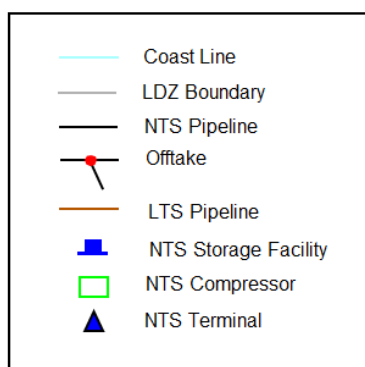 Coast Line
LDZ Boundary
NTS Pipeline
Offtake
LTS Pipeline
NTS Storage Facility
NTS Compressor
NTS Terminal